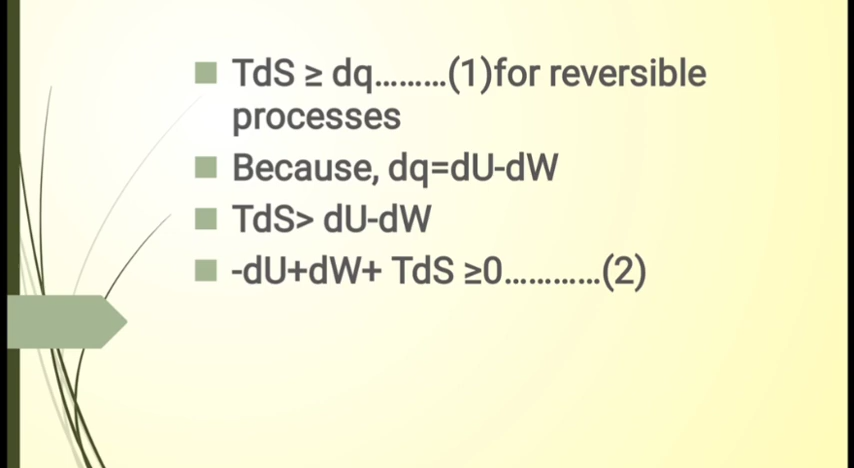 TdS ≥ dq.........(1)for reversible
processes
Because, dq=dU-dW
TdS> dU-dW
-dU+dW+ TdS ≥0............(2)